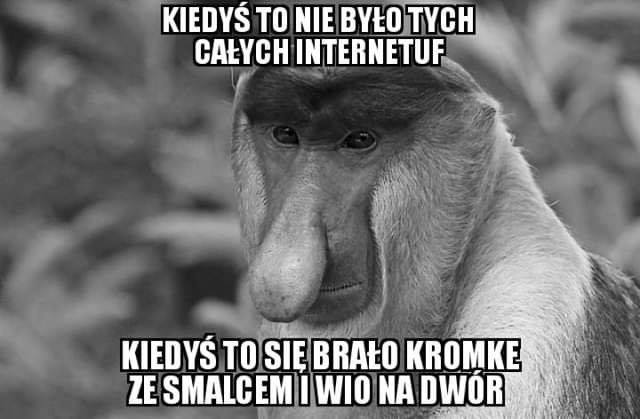 KIEDYŚ TO NIE BYŁO TYCH
CAŁYCH INTERNETUF
KIEDYŚ TO SIĘ BRAŁO KROMKE
ZE SMALCEM I WIO NA DWÓR